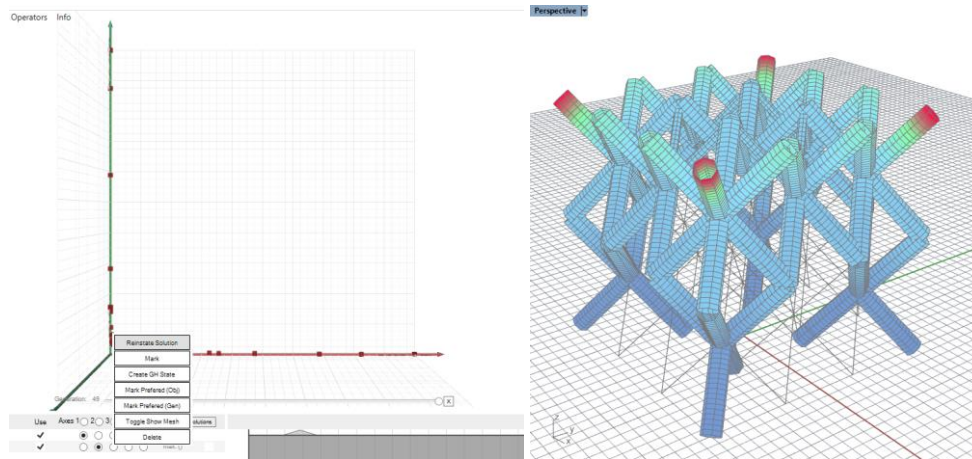 Operators Info
Perspective
Reinstate Solution
Mark
Create GH State
Mark Prefered (Obj)
Generation: 48
X
Mark Prefered (Gen)
Use Axes 1 2 3
Toggle Show Mesh
olutions
Delete
z
y
x